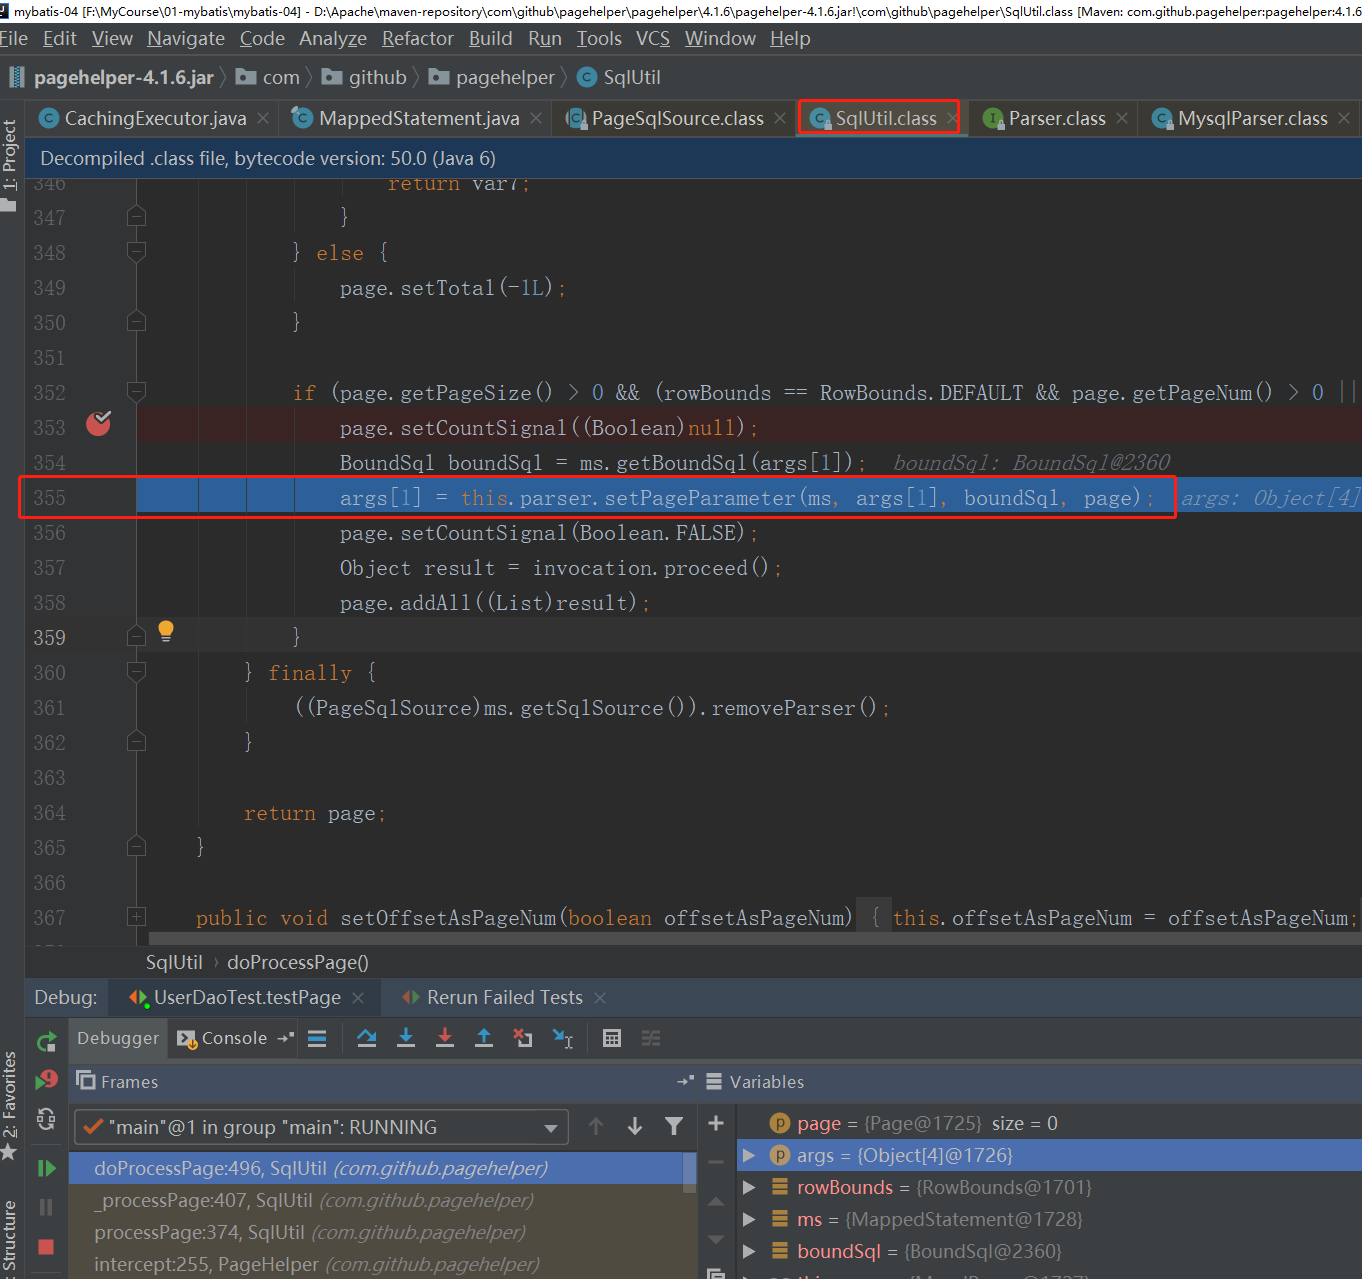 mybatis-04 [F:\MyCourse\01-mybatis\mybatis-04] - D:\Apache\maven-repository\com\github\pagehelper\pagehelper\4.1.6\pagehelper-4.1.6.jar!\com\github\pagehelper\SqlUtil.class [Maven: com.github.pagehelper:pagehelper:4.1.6
File Edit View Navigate Code Analyze Refactor Build Run Tools VCS Window Help
pagehelper-4.1.6.jar com github pagehelper SqlUtil
CachingExecutor.java MappedStatement.java PageSqlSource.class SqlUtil.class Parser.class MysqlParser.class
1: Project
Decompiled .class file, bytecode version: 50.0 (Java 6)
346 return var7;
347 }
348 } else {
349 page.setTotal(-1L);
350 }
351
352 if (page.getPageSize() > 0 && (rowBounds == RowBounds.DEFAULT && page.getPageNum() > 0 ||
353 page.setCountSignal((Boolean)null);
354 BoundSql boundSql = ms.getBoundSql(args[1]); boundSql: BoundSql@2360
355 args[1] = this.parser.setPageParameter(ms, args[1], boundSql, page); args: Object[4]
356 page.setCountSignal(Boolean.FALSE);
357 Object result = invocation.proceed();
358 page.addAll((List)result);
359 }
360 } finally {
361 ((PageSqlSource)ms.getSqlSource()).removeParser();
362 }
363
364 return page;
365 }
366
367 public void setOffsetAsPageNum(boolean offsetAsPageNum) { this.offsetAsPageNum = offsetAsPageNum;
SqlUtil › doProcessPage()
Debug: UserDaoTest.testPage Rerun Failed Tests
Debugger Console
Frames
Variables
"main"@1 in group "main": RUNNING
doProcessPage:496, SqlUtil (com.github.pagehelper)
_processPage:407, SqlUtil (com.github.pagehelper)
processPage:374, SqlUtil (com.github.pagehelper)
intercept:255, PageHelper (com.github.pagehelper)
page = {Page@1725} size = 0
args = {Object[4]@1726}
rowBounds = {RowBounds@1701}
ms = {MappedStatement@1728}
boundSql = {BoundSql@2360}
2: Favorites
Structure